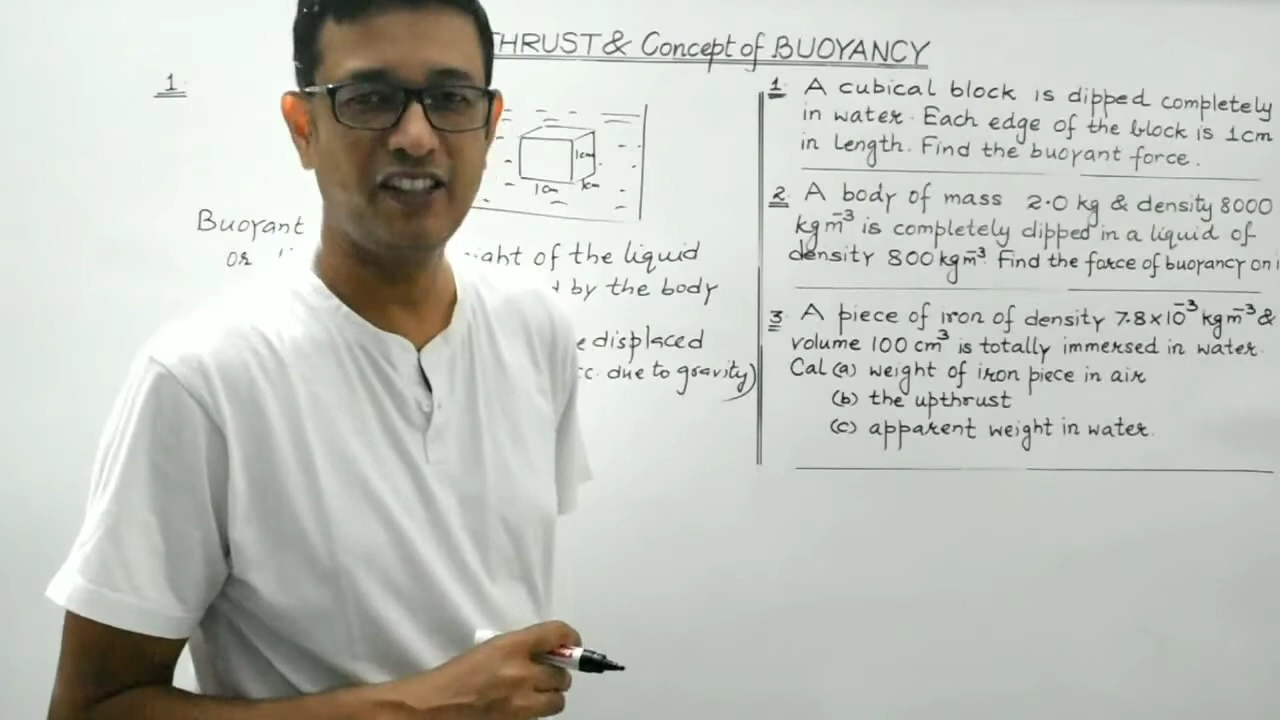 THRUST & Concept of BUOYANCY
1.
1cm
1cm 1cm
Buoyant
or
of the liquid
by the body
displaced
due to gravity)
1. A cubical block is dipped completely
in water. Each edge of the block is 1cm
in length. Find the buoyant force.
2. A body of mass 2.0 kg & density 8000
kgm⁻³ is completely dipped in a liquid of
density 800 kgm⁻³. Find the force of buoyancy on
3. A piece of iron of density 7.8×10⁻³ kgm⁻³ &
volume 100 cm³ is totally immersed in water.
Cal (a) weight of iron piece in air
(b) the upthrust
(c) apparent weight in water.